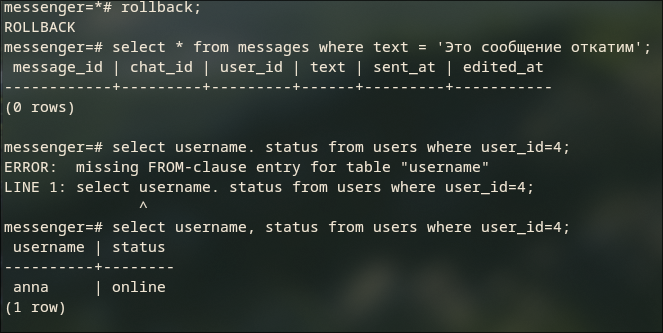 messenger=*# rollback;
ROLLBACK
messenger=# select * from messages where text = 'Это сообщение откатим';
 message_id | chat_id | user_id | text | sent_at | edited_at
------------+---------+---------+------+---------+-----------
(0 rows)

messenger=# select username. status from users where user_id=4;
ERROR:  missing FROM-clause entry for table "username"
LINE 1: select username. status from users where user_id=4;
               ^
messenger=# select username, status from users where user_id=4;
 username | status
----------+--------
 anna     | online
(1 row)